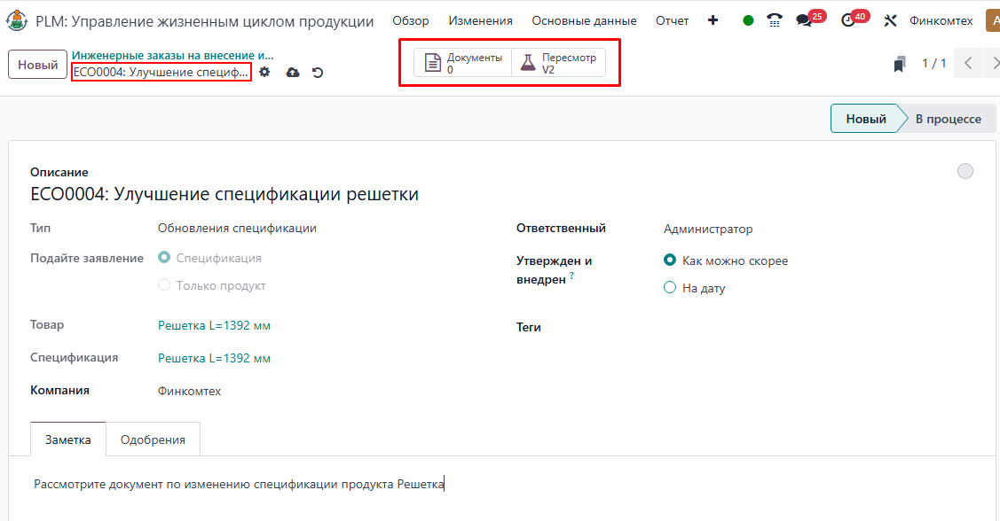 PLM: Управление жизненным циклом продукции Обзор Изменения Основные данные Отчет + 25 40 Финкомтех A
Новый
Инженерные заказы на внесение и...
ECO0004: Улучшение специф...
Документы
0
Пересмотр
V2
1 / 1
Новый В процессе
Описание
ECO0004: Улучшение спецификации решетки
Тип Обновления спецификации
Ответственный Администратор
Подайте заявление Спецификация
Только продукт
Утвержден и внедрен ?
Как можно скорее
На дату
Товар Решетка L=1392 мм
Теги
Спецификация Решетка L=1392 мм
Компания Финкомтех
Заметка Одобрения
Рассмотрите документ по изменению спецификации продукта Решетка